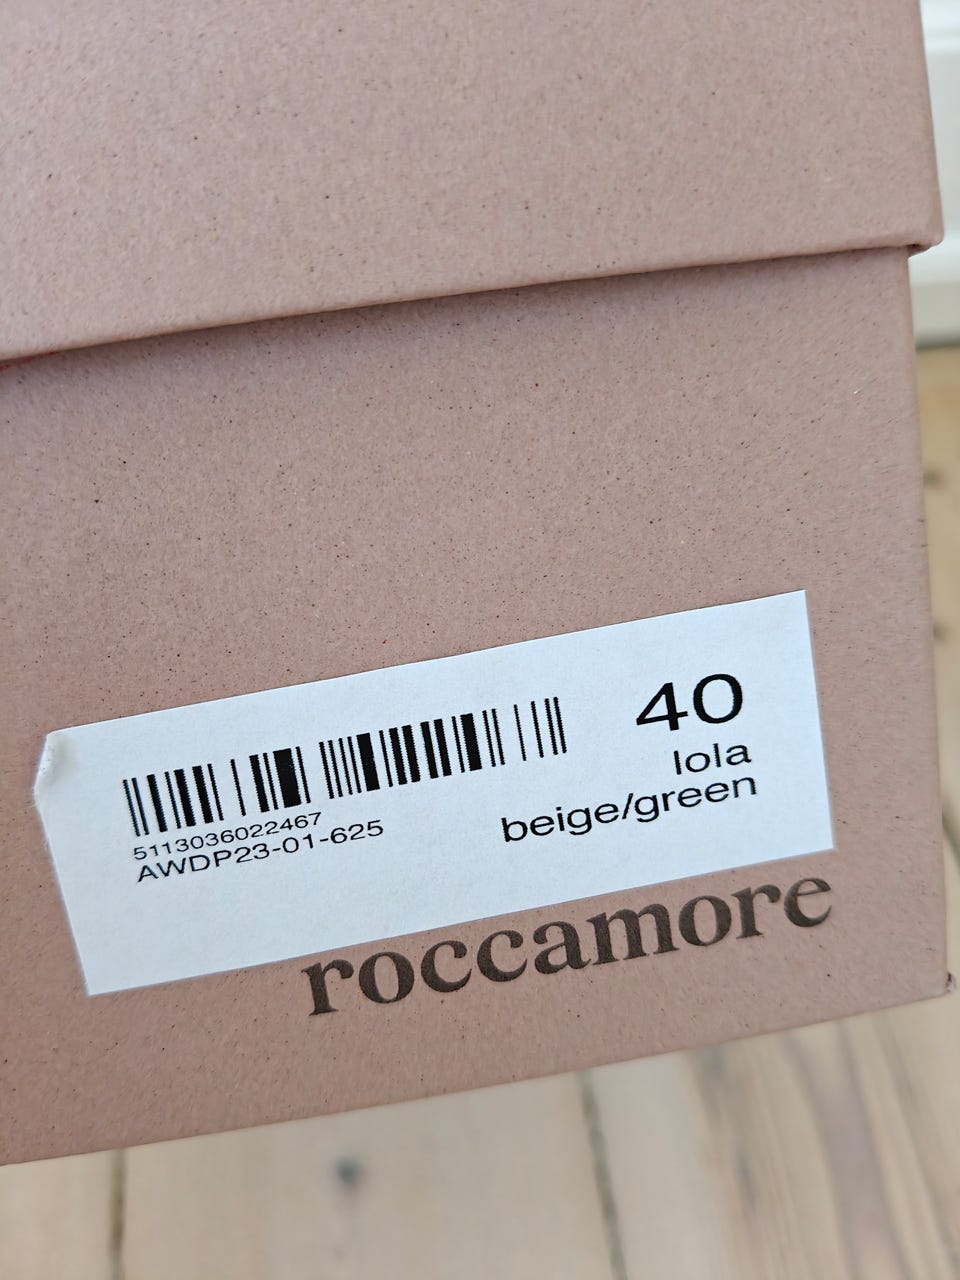 40
lola
beige/green
5113036022467
AWDP23-01-625
roccamore